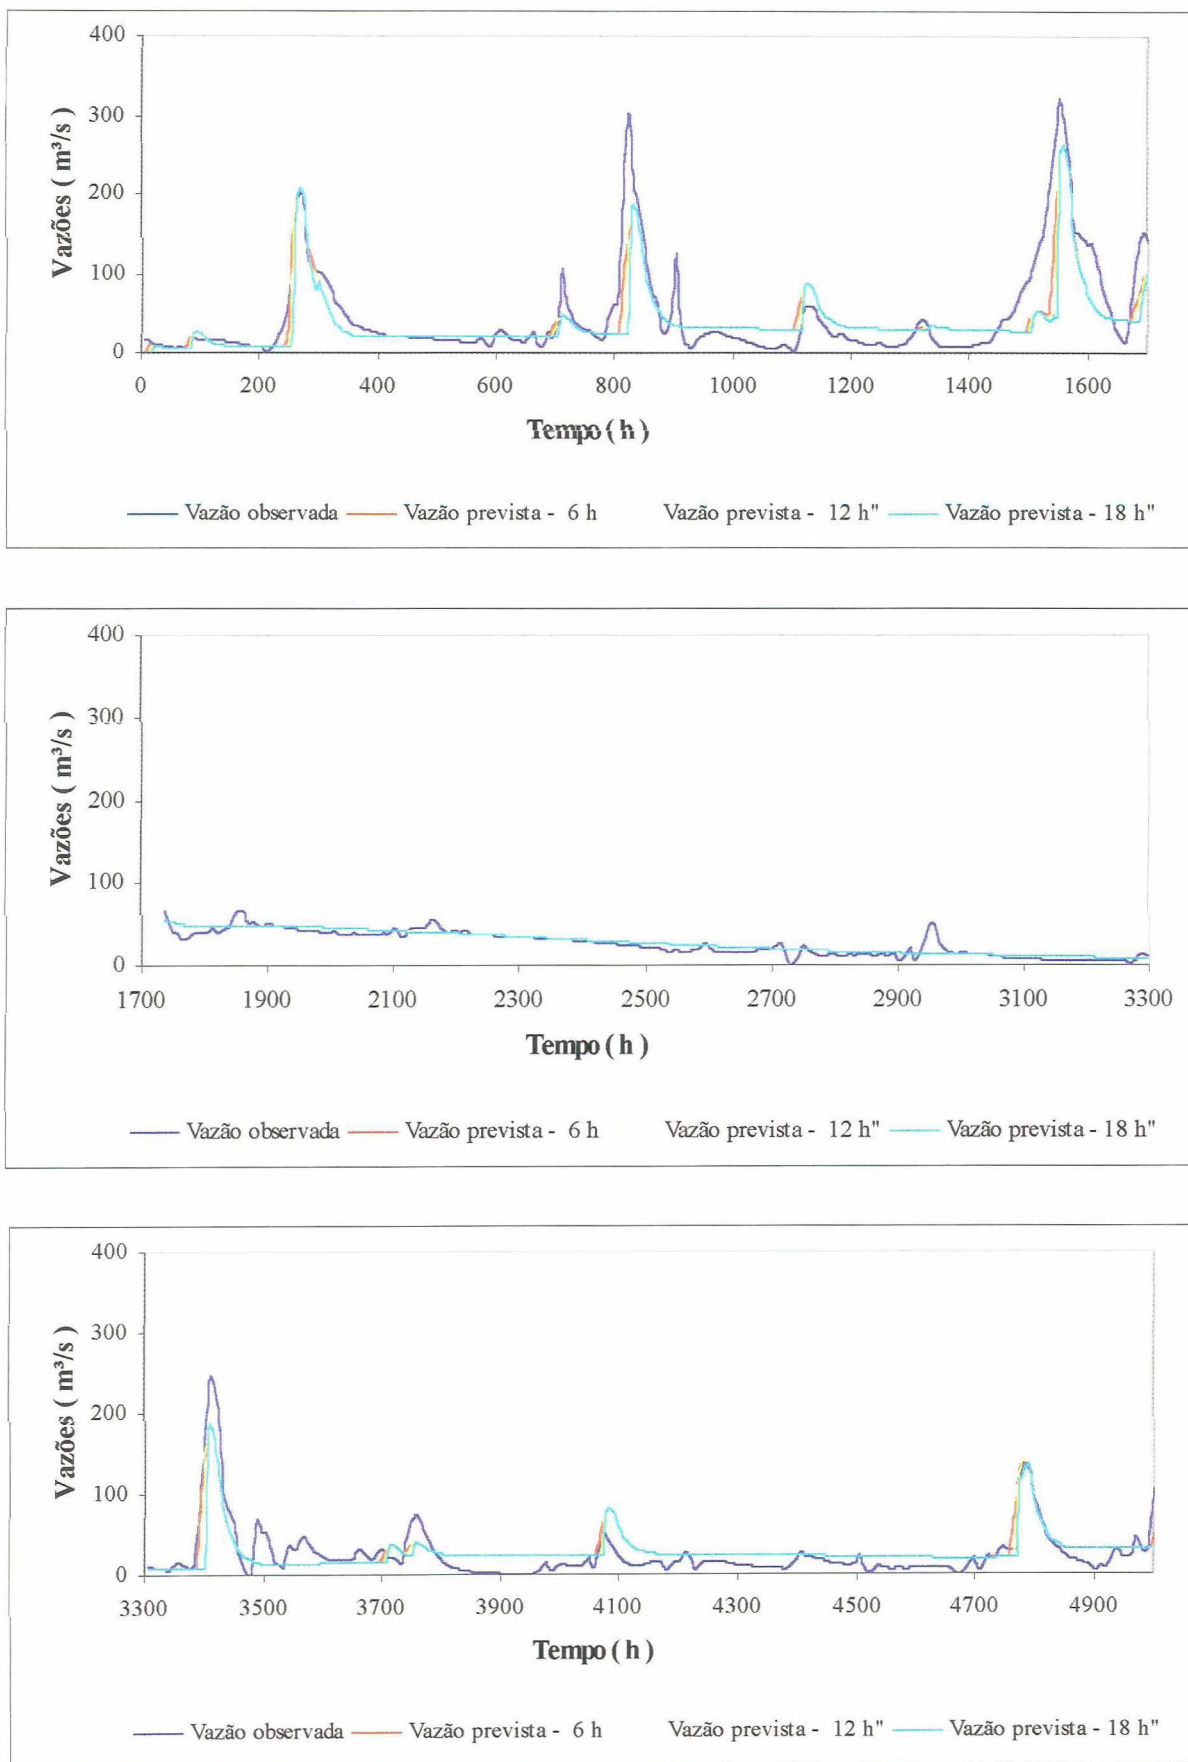 400
300
200
100
0
Vazões ( m³/s )
0 200 400 600 800 1000 1200 1400 1600
Tempo ( h )
Vazão observada Vazão prevista - 6 h Vazão prevista - 12 h" Vazão prevista - 18 h"
400
300
200
100
0
Vazões ( m³/s )
1700 1900 2100 2300 2500 2700 2900 3100 3300
Tempo ( h )
Vazão observada Vazão prevista - 6 h Vazão prevista - 12 h" Vazão prevista - 18 h"
400
300
200
100
0
Vazões ( m³/s )
3300 3500 3700 3900 4100 4300 4500 4700 4900
Tempo ( h )
Vazão observada Vazão prevista - 6 h Vazão prevista - 12 h" Vazão prevista - 18 h"